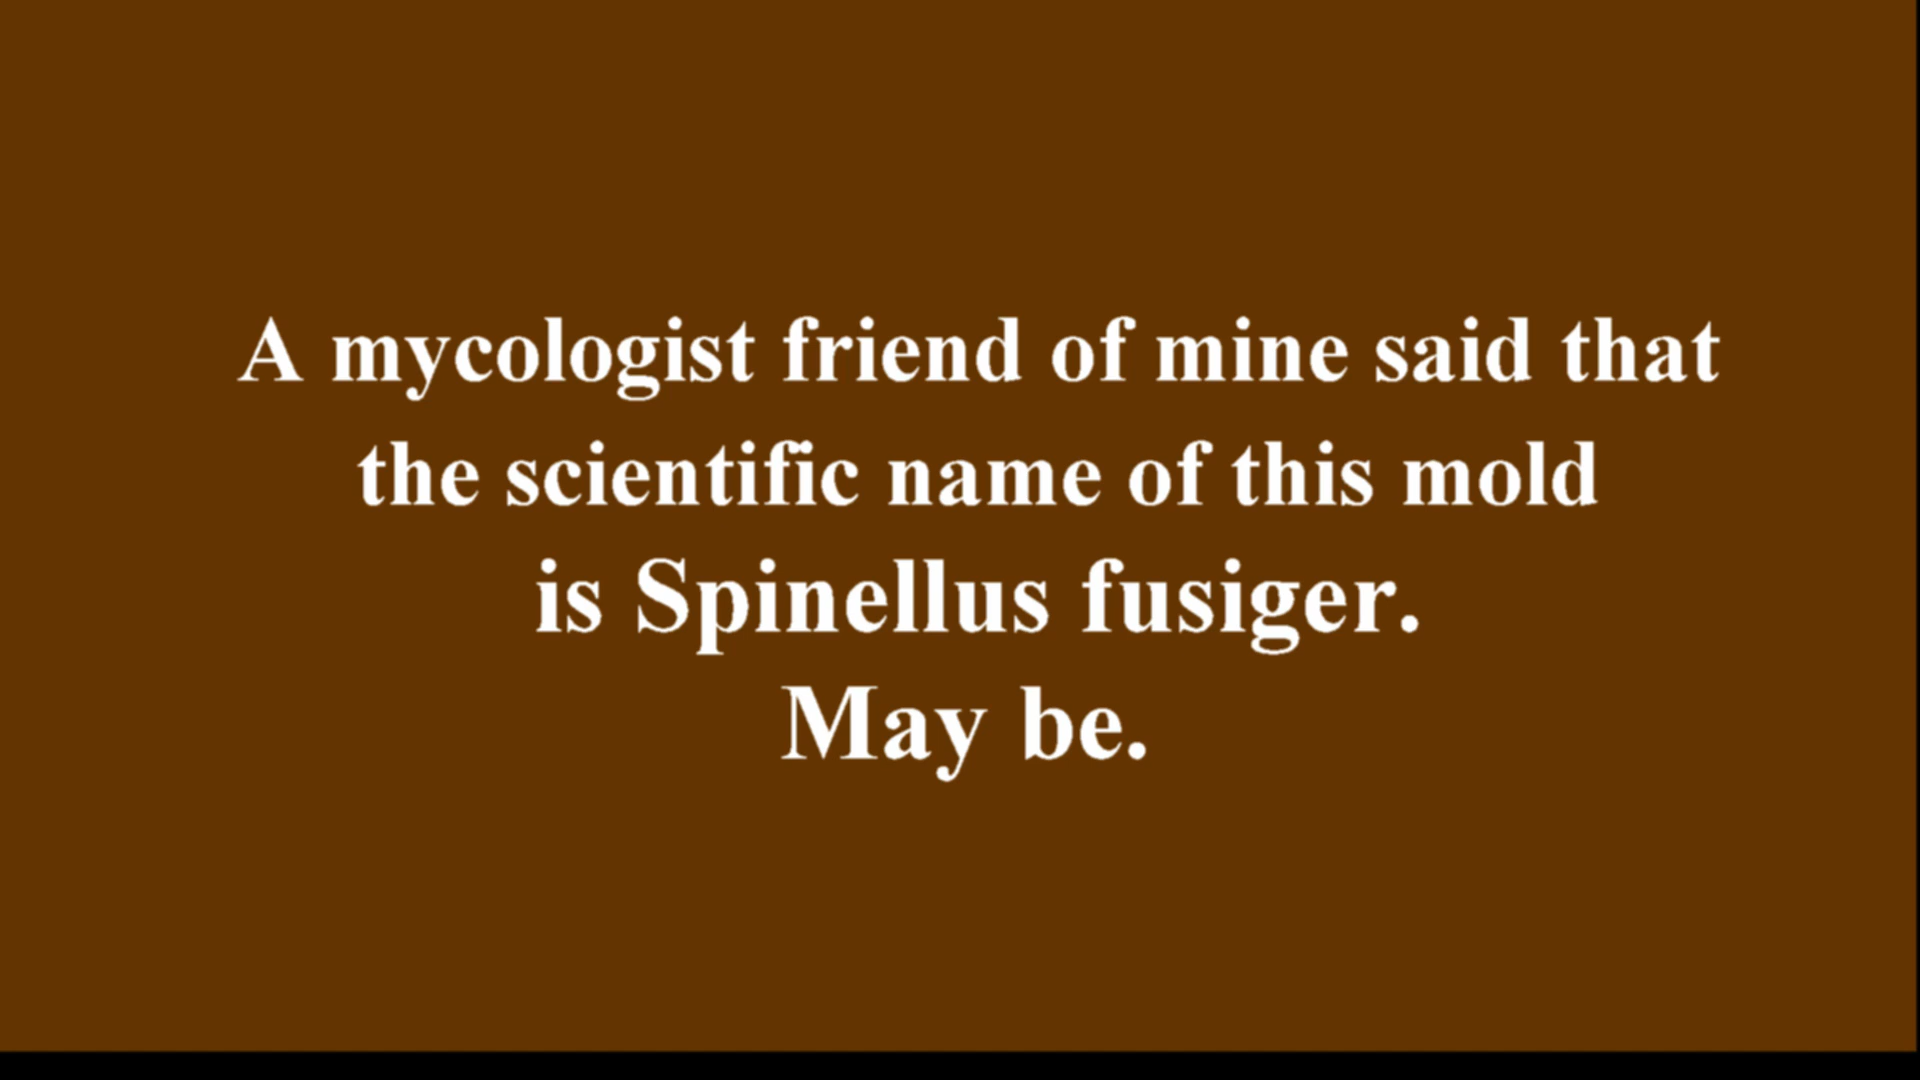 A mycologist friend of mine said that
the scientific name of this mold
is Spinellus fusiger.
May be.